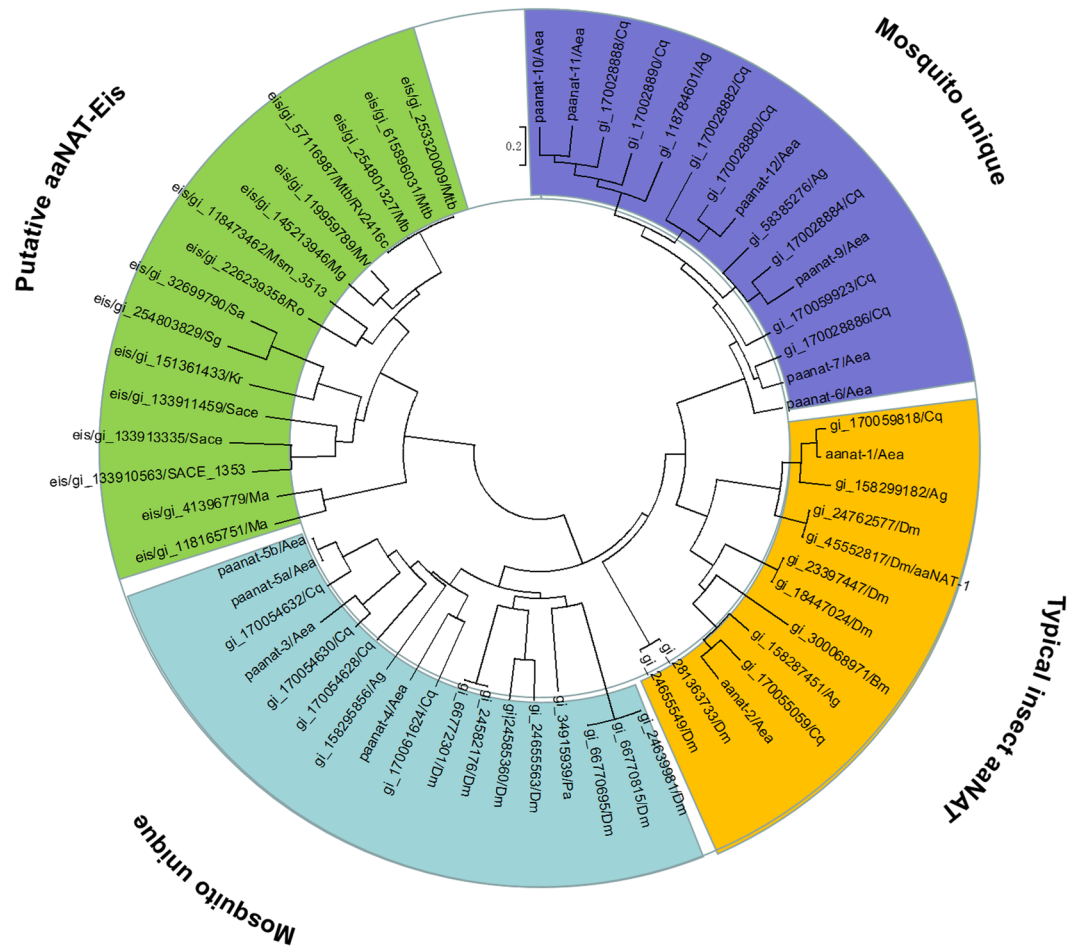 Mosquito unique
paanat-10/Aea
paanat-11/Aea
gi_170028888/Cq
gi_170028890/Cq
gi_118784601/Ag
gi_170028882/Cq
gi_170028880/Cq
paanat-12/Aea
gi_58385276/Ag
gi_170028884/Cq
paanat-9/Aea
gi_170059923/Cq
gi_170028886/Cq
paanat-7/Aea
paanat-6/Aea
Typical insect aaNAT
gi_170059818/Cq
aanat-1/Aea
gi_158299182/Ag
gi_24762577/Dm
gi_45552817/Dm/aaNAT-1
gi_23397447/Dm
gi_18447024/Dm
gi_300068971/Bm
gi_158287451/Ag
gi_170055059/Cq
aanat-2/Aea
gi_281363733/Dm
gi_24655549/Dm
Mosquito unique
gi_24639981/Dm
gi_66770815/Dm
gi_66770695/Dm
gi_34915939/Pa
gi_24655563/Dm
gi|24585360/Dm
gi_24582176/Dm
gi_66772301/Dm
gi_170061624/Cq
paanat-4/Aea
gi_158295856/Ag
gi_170054628/Cq
gi_170054630/Cq
paanat-3/Aea
gi_170054632/Cq
paanat-5a/Aea
paanat-5b/Aea
Putative aaNAT-Eis
eis/gi_118165751/Ma
eis/gi_41396779/Ma
eis/gi_133910563/SACE_1353
eis/gi_133913335/Sace
eis/gi_133911459/Sace
eis/gi_151361433/Kr
eis/gi_254803829/Sg
eis/gi_32699790/Sa
eis/gi_226239358/Ro
eis/gi_118473462/Msm_3513
eis/gi_145213946/Mg
eis/gi_119959789/Mv
eis/gi_57116987/Mtb/Rv2416c
eis/gi_254801327/Mb
eis/gi_615896031/Mtb
eis/gi_253320009/Mtb
0.2